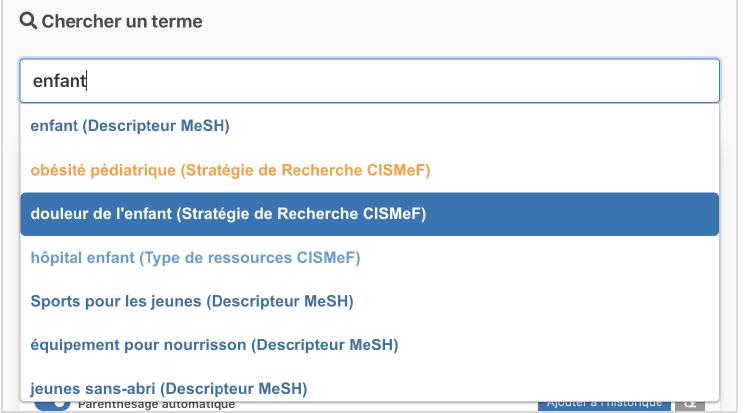 Chercher un terme
enfant
enfant (Descripteur MeSH)
obésité pédiatrique (Stratégie de Recherche CISMeF)
douleur de l'enfant (Stratégie de Recherche CISMeF)
hôpital enfant (Type de ressources CISMeF)
Sports pour les jeunes (Descripteur MeSH)
équipement pour nourrisson (Descripteur MeSH)
jeunes sans-abri (Descripteur MeSH)
Parenthésage automatique Ajouter à l'historique